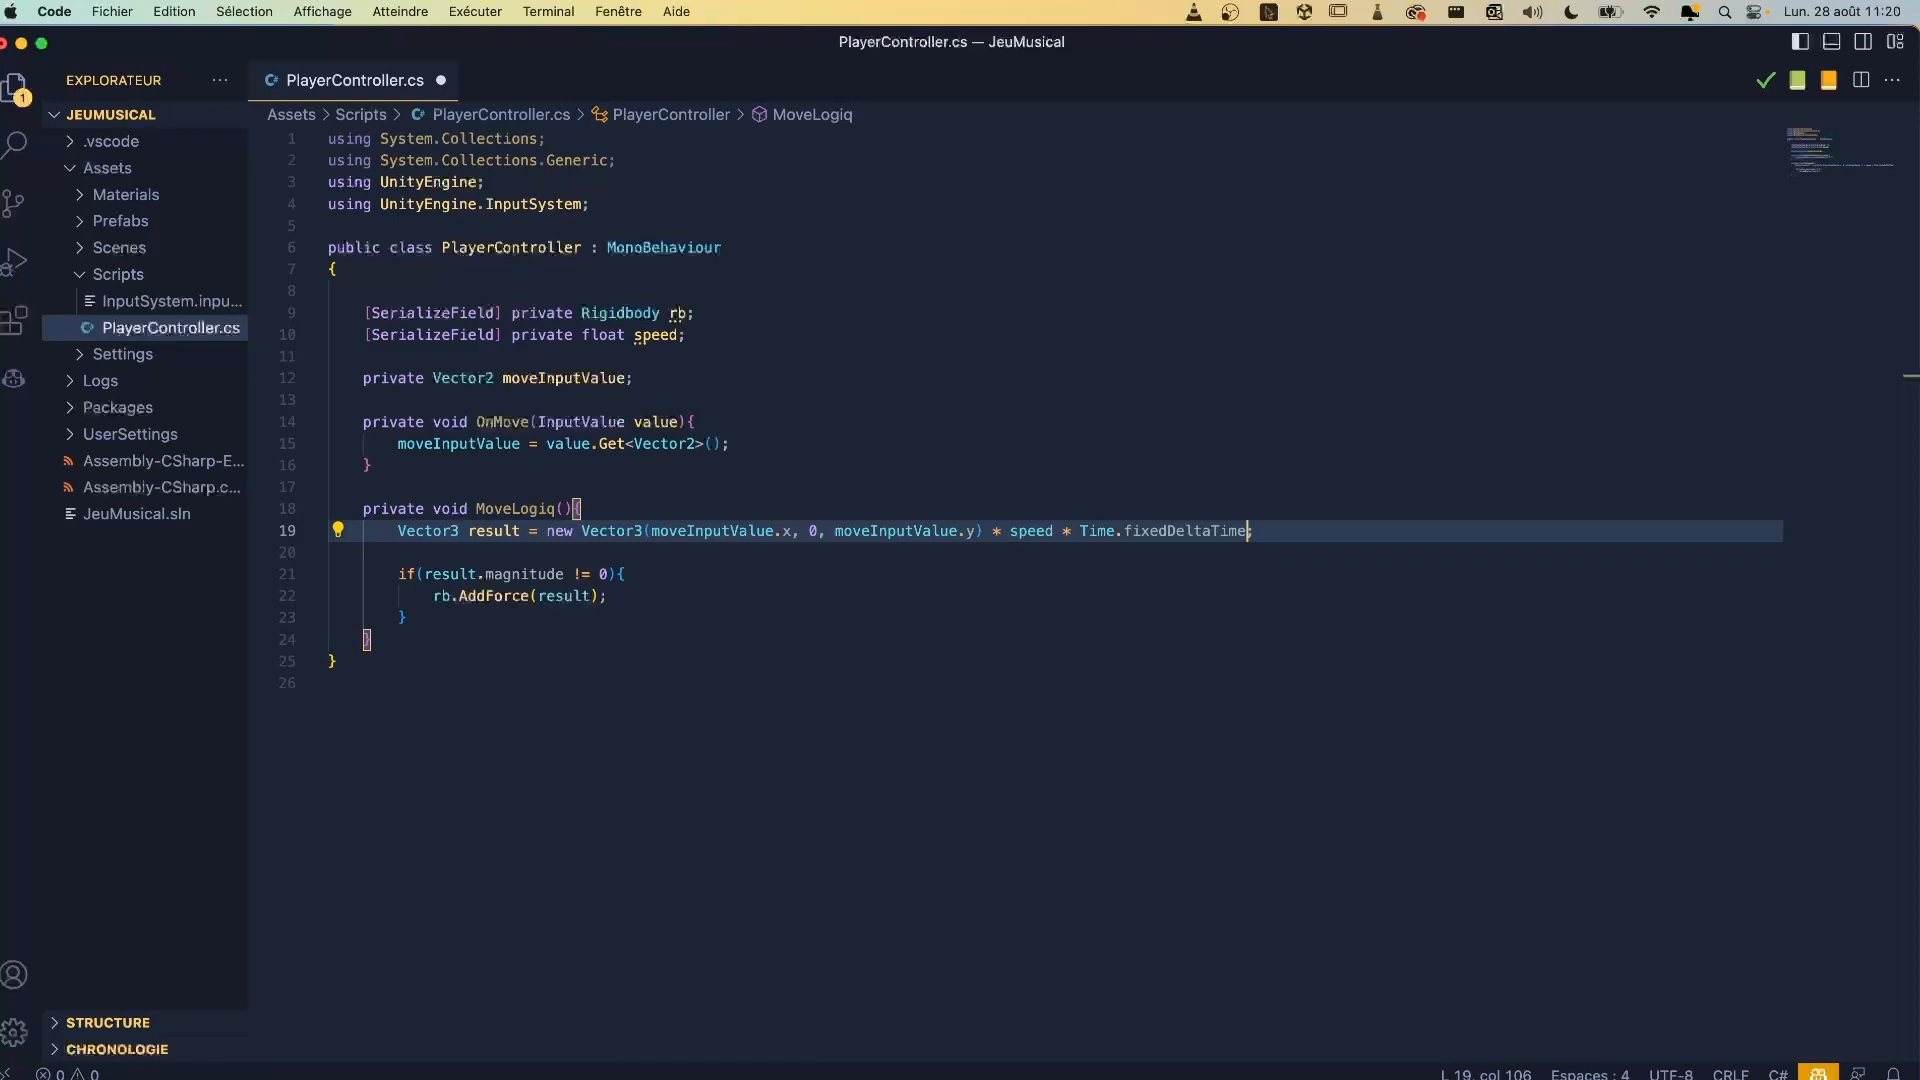 Code Fichier Edition Sélection Affichage Atteindre Exécuter Terminal Fenêtre Aide Lun. 28 août 11:20
PlayerController.cs — JeuMusical
EXPLORATEUR ···
PlayerController.cs
JEUMUSICAL
Assets > Scripts > PlayerController.cs > PlayerController > MoveLogiq
.vscode
Assets
Materials
Prefabs
Scenes
Scripts
InputSystem.inpu...
PlayerController.cs
Settings
Logs
Packages
UserSettings
Assembly-CSharp-E...
Assembly-CSharp.c...
JeuMusical.sln
1 using System.Collections;
2 using System.Collections.Generic;
3 using UnityEngine;
4 using UnityEngine.InputSystem;
5
6 public class PlayerController : MonoBehaviour
7 {
8
9 [SerializeField] private Rigidbody rb;
10 [SerializeField] private float speed;
11
12 private Vector2 moveInputValue;
13
14 private void OnMove(InputValue value){
15 moveInputValue = value.Get<Vector2>();
16 }
17
18 private void MoveLogiq(){
19 Vector3 result = new Vector3(moveInputValue.x, 0, moveInputValue.y) * speed * Time.fixedDeltaTime;
20
21 if(result.magnitude != 0){
22 rb.AddForce(result);
23 }
24 }
25 }
26
1
STRUCTURE
CHRONOLOGIE
0 0 L 19, col 106 Espaces : 4 UTF-8 CRLF C#